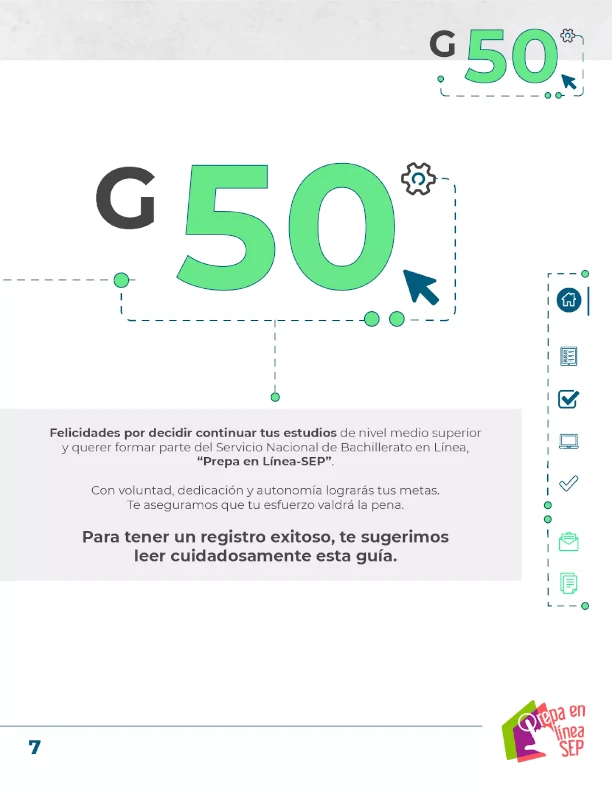 G 50
G 50
Felicidades por decidir continuar tus estudios de nivel medio superior
y querer formar parte del Servicio Nacional de Bachillerato en Línea,
“Prepa en Línea-SEP”.
Con voluntad, dedicación y autonomía lograrás tus metas.
Te aseguramos que tu esfuerzo valdrá la pena.
Para tener un registro exitoso, te sugerimos
leer cuidadosamente esta guía.
Prepa en
línea
SEP
7